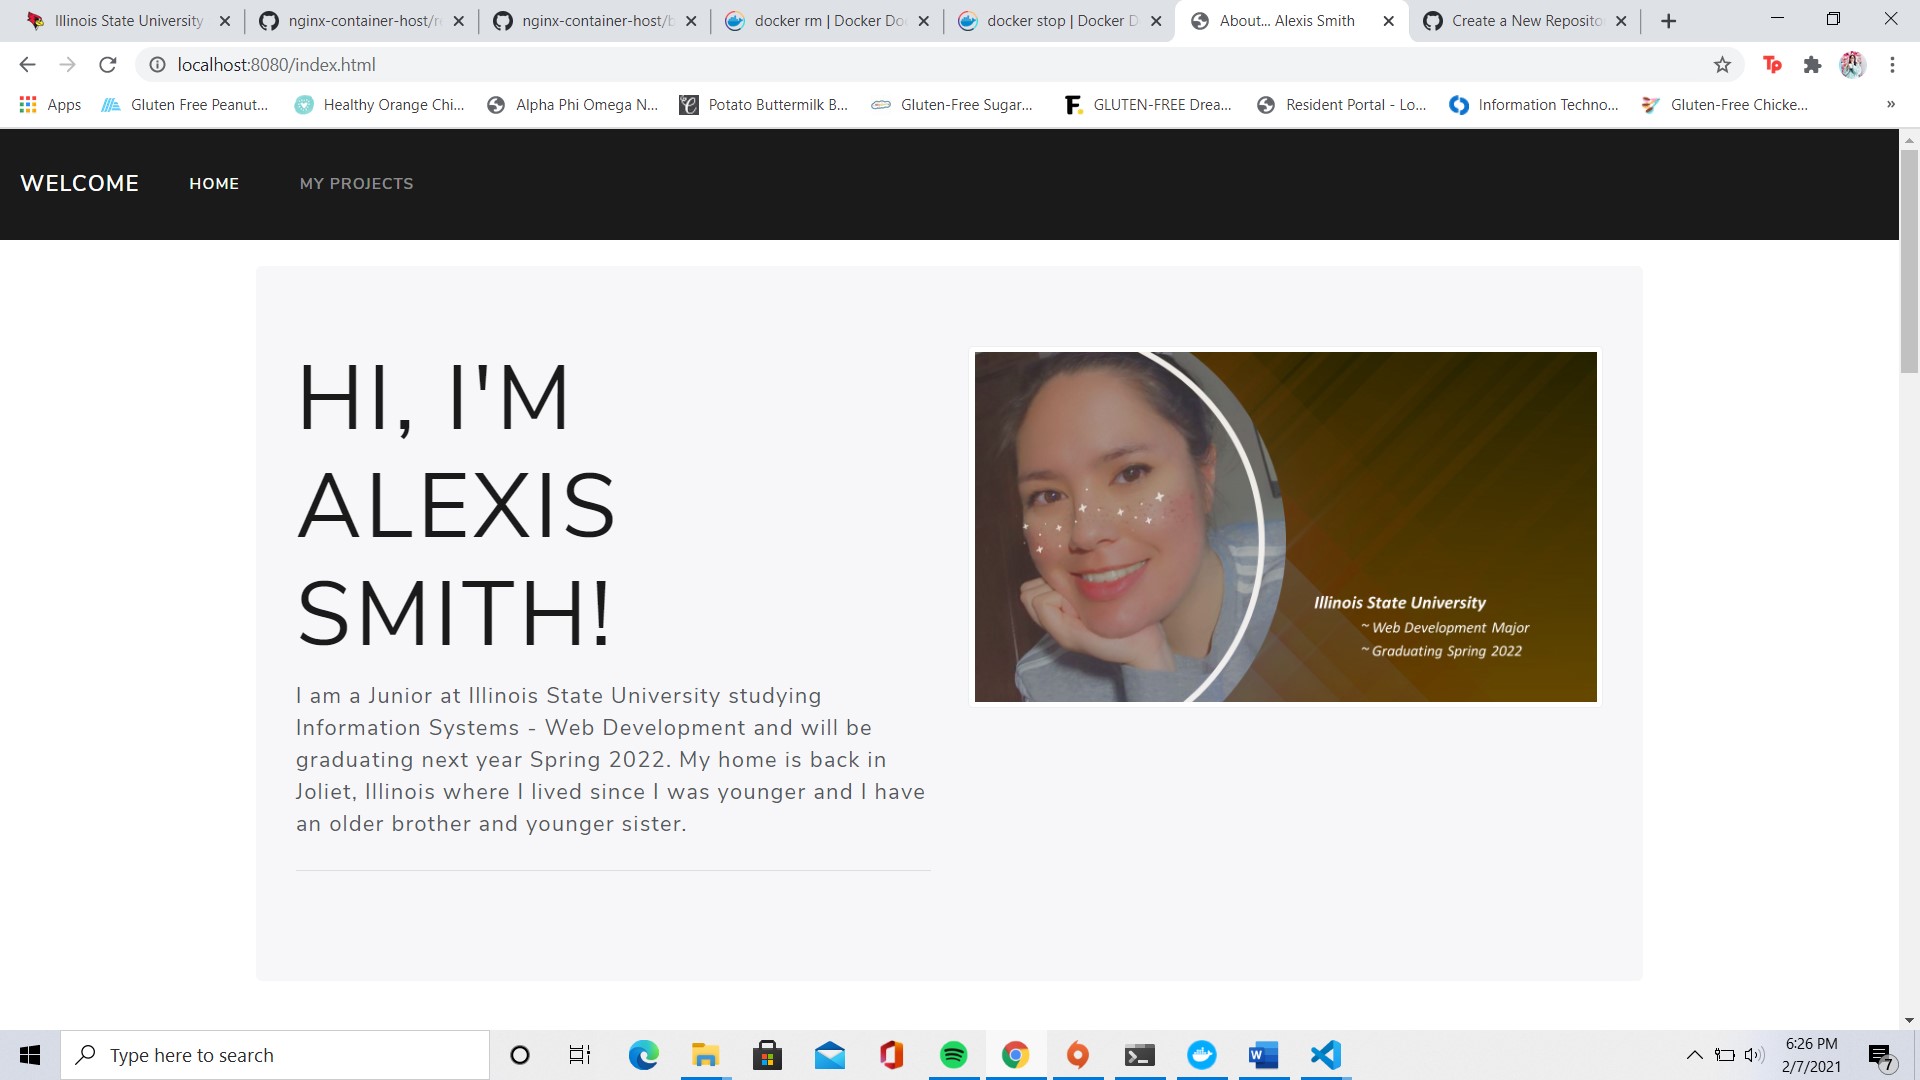 Illinois State University
nginx-container-host/r
nginx-container-host/b
docker rm | Docker Do
docker stop | Docker D
About... Alexis Smith
Create a New Reposito
localhost:8080/index.html
Apps
Gluten Free Peanut...
Healthy Orange Chi...
Alpha Phi Omega N...
Potato Buttermilk B...
Gluten-Free Sugar...
GLUTEN-FREE Drea...
Resident Portal - Lo...
Information Techno...
Gluten-Free Chicke...
»
WELCOME
HOME
MY PROJECTS
HI, I'M
ALEXIS
SMITH!
I am a Junior at Illinois State University studying
Information Systems - Web Development and will be
graduating next year Spring 2022. My home is back in
Joliet, Illinois where I lived since I was younger and I have
an older brother and younger sister.
Illinois State University
~ Web Development Major
~ Graduating Spring 2022
Type here to search
6:26 PM
2/7/2021
7